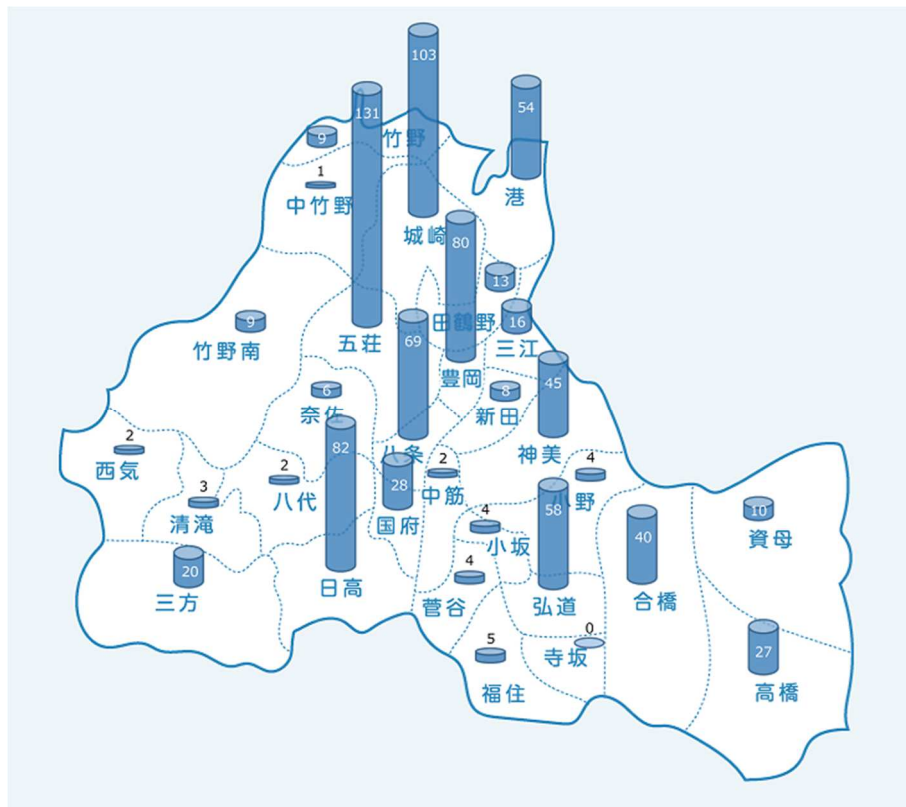 103
54
131
竹野
9
1
中竹野
港
城崎
80
13
田鶴野
16
三江
9
竹野南
五荘
69
豊岡
45
6
奈佐
8
新田
82
八条
神美
2
西気
2
八代
28
国府
2
中筋
4
小野
3
清滝
58
4
小坂
40
合橋
10
資母
20
三方
日高
4
菅谷
弘道
0
寺坂
5
福住
27
高橋